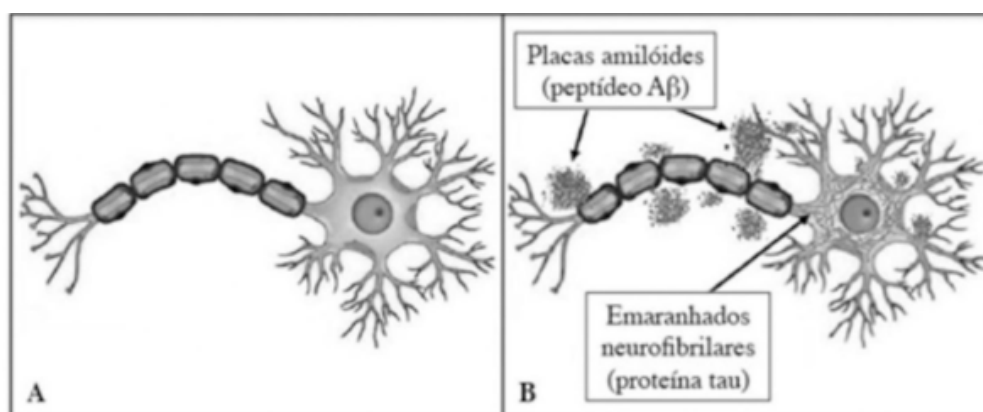 Placas amilóides
(peptídeo Aβ)
Emaranhados
neurofibrilares
(proteína tau)
A
B